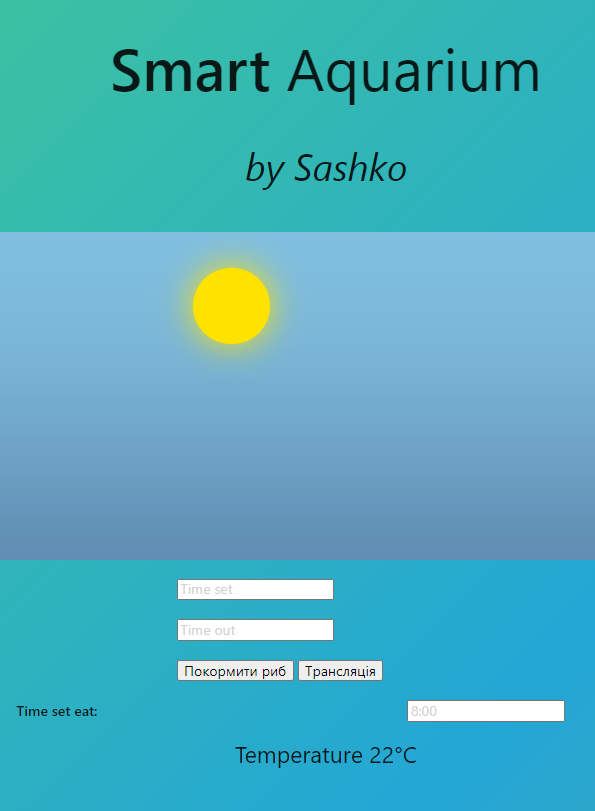 Smart Aquarium
by Sashko
Time set
Time out
Покормити риб Трансляція
Time set eat: 8:00
Temperature 22°C